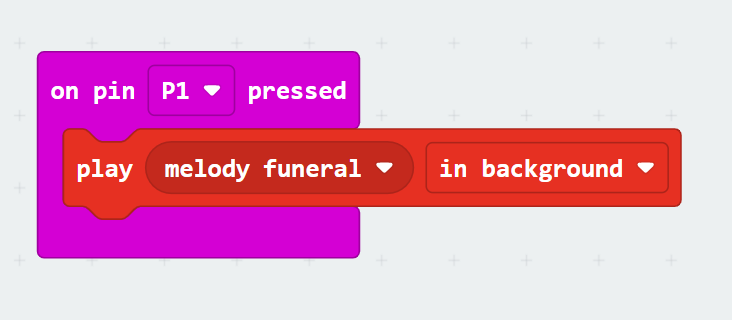 on pin P1 pressed
play melody funeral in background